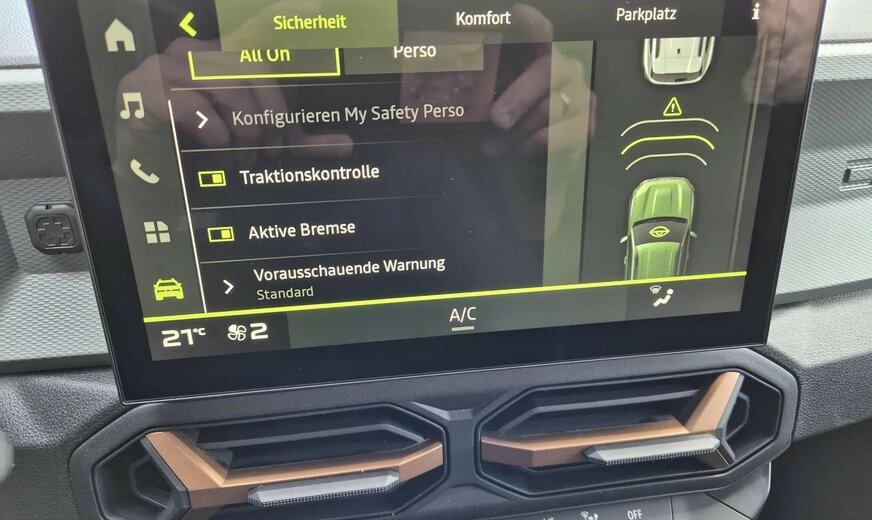 Sicherheit
Komfort
Parkplatz
i
All On
Perso
Konfigurieren My Safety Perso
Traktionskontrolle
Aktive Bremse
Vorausschauende Warnung
Standard
21°C
2
A/C
OFF